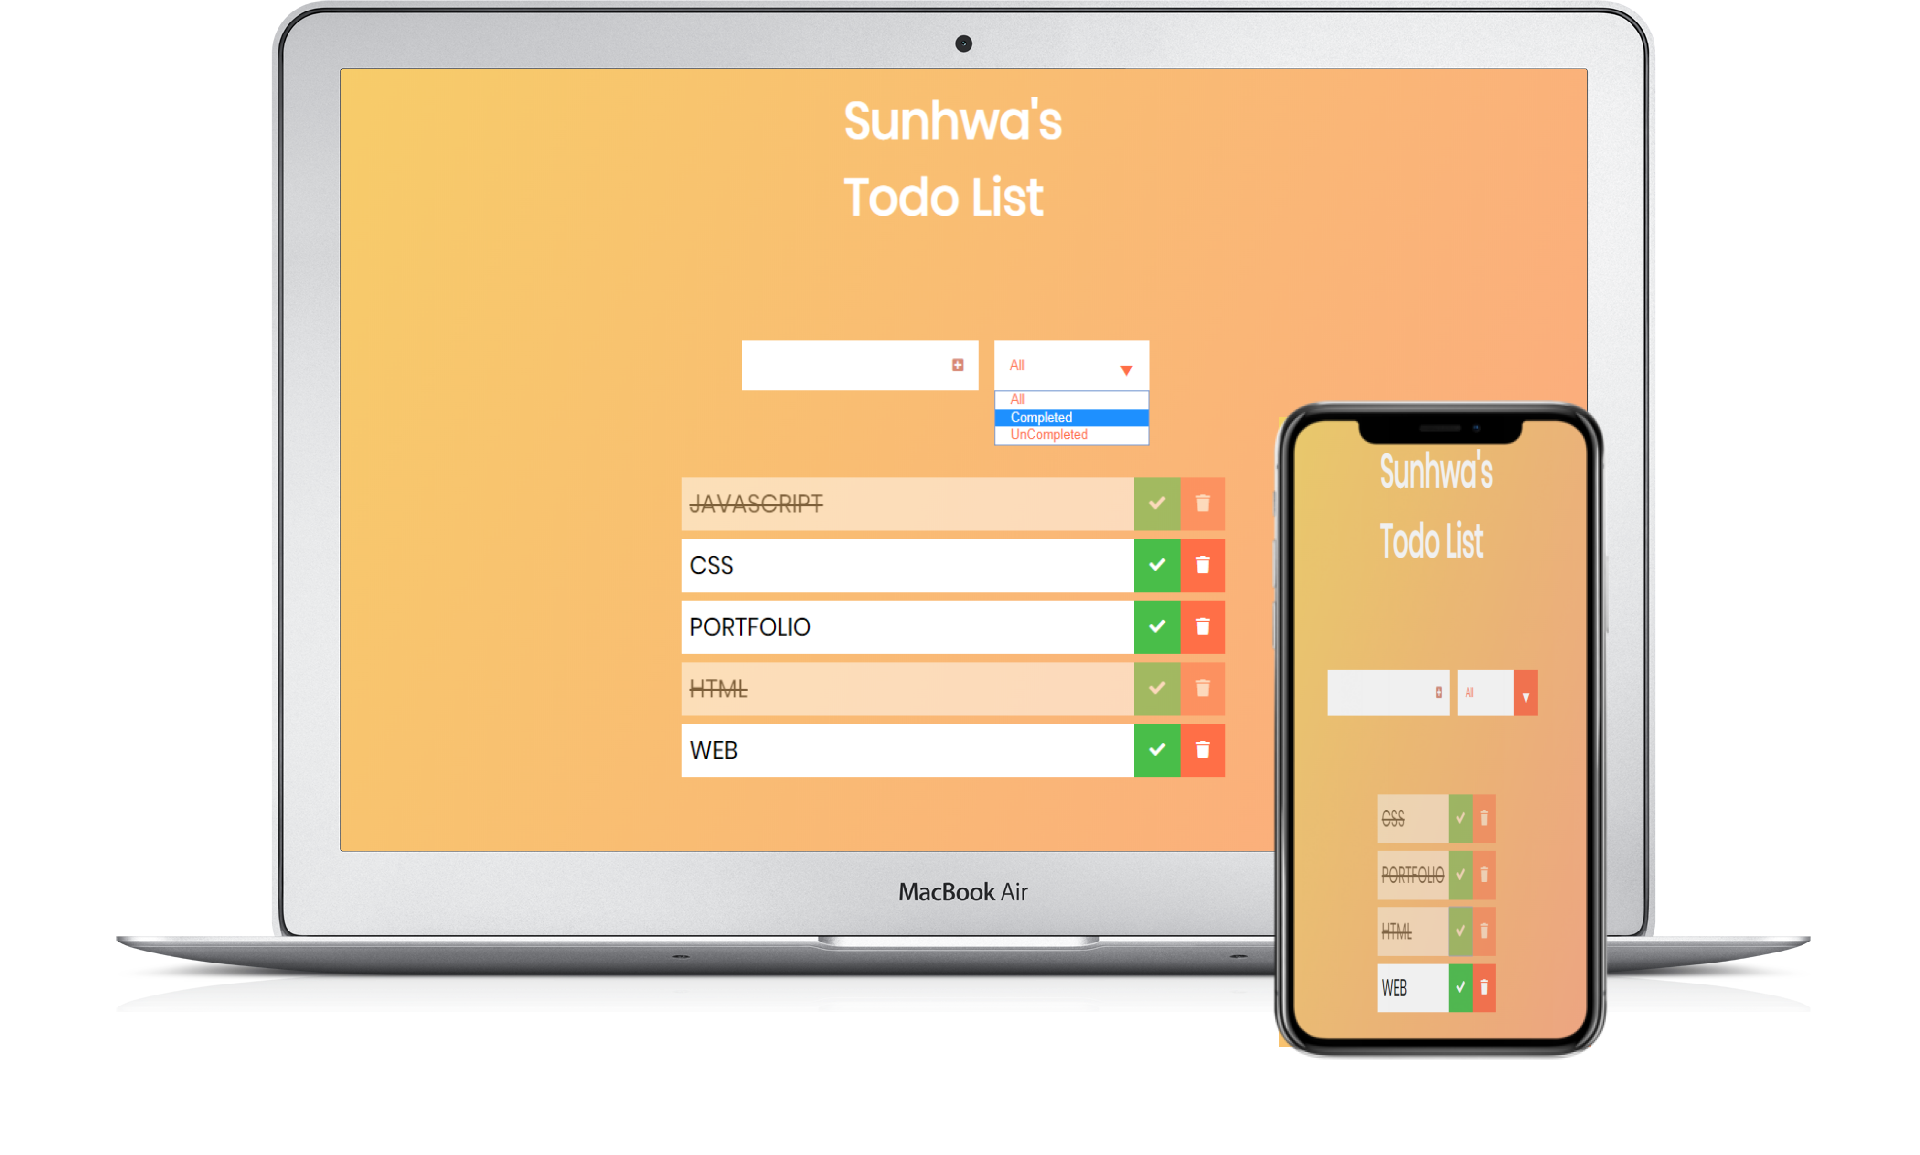 Sunhwa's
Todo List
All
All
Completed
UnCompleted
JAVASCRIPT
CSS
PORTFOLIO
HTML
WEB
MacBook Air
Sunhwa's
Todo List
All
CSS
PORTFOLIO
HTML
WEB